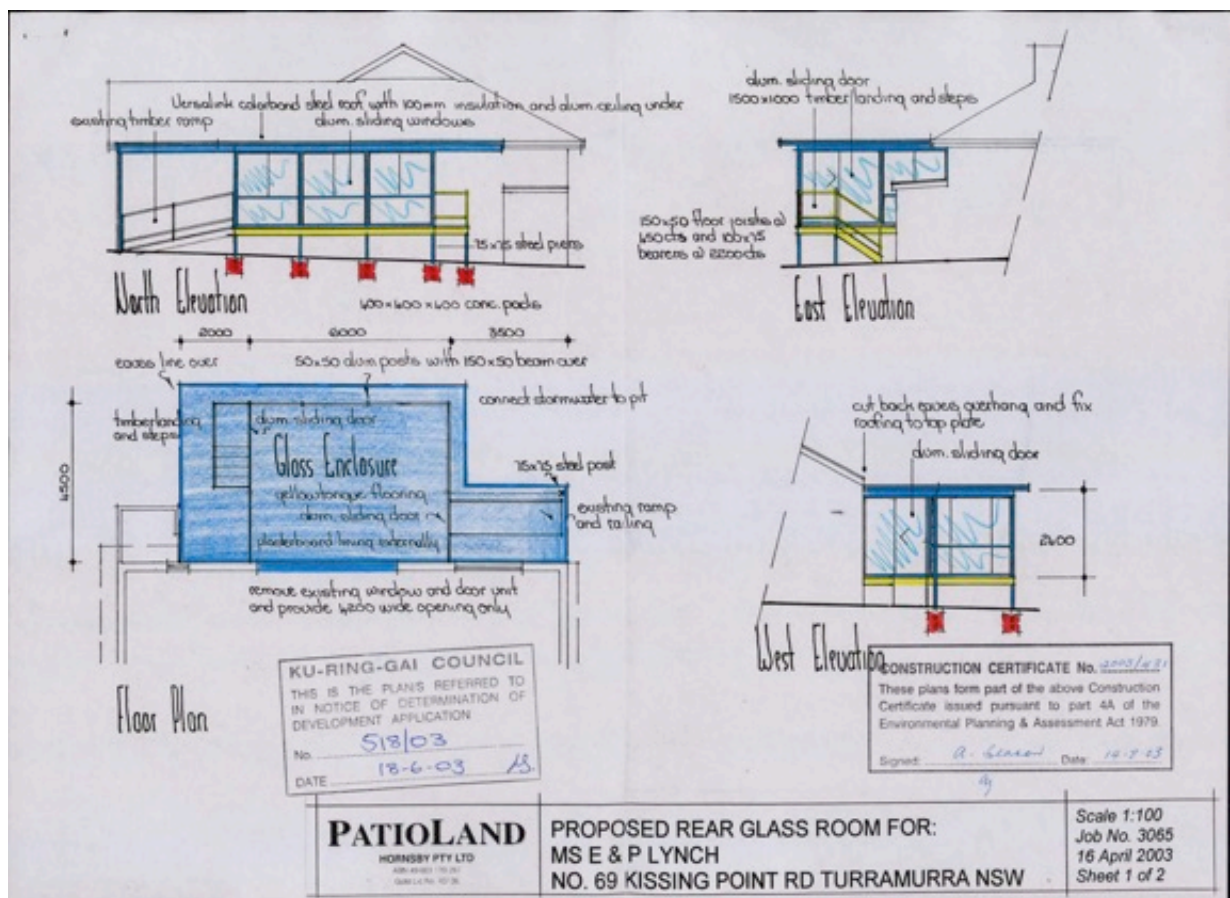 Versalink colorbond steel roof with 100mm insulation and alum. ceiling under
existing timber ramp
alum. sliding windows
75x75 steel piers
North Elevation
400x400x400 conc. pads
alum. sliding door
1500x1000 timber landing and steps
150x50 floor joists @
450cts and 100x75
bearers @ 2200cts
East Elevation
2000
6000
3500
eaves line over
50x50 alum posts with 150x50 beam over
connect stormwater to pit
timber landing
and steps
alum. sliding door
Glass Enclosure
75x75 steel post
4500
yellowtongue flooring
alum. sliding door
existing ramp
and railing
plasterboard lining externally
remove existing window and door unit
and provide 4200 wide opening only
Floor Plan
cut back eaves overhang and fix
roofing to top plate
alum. sliding door
2400
West Elevation
KU-RING-GAI COUNCIL
THIS IS THE PLAN/S REFERRED TO
IN NOTICE OF DETERMINATION OF
DEVELOPMENT APPLICATION
No. 518/03
DATE 18-6-03
CONSTRUCTION CERTIFICATE No.
These plans form part of the above Construction
Certificate issued pursuant to part 4A of the
Environmental Planning & Assessment Act 1979.
Signed: Date:
PATIOLAND
HORNSBY PTY LTD
PROPOSED REAR GLASS ROOM FOR:
MS E & P LYNCH
NO. 69 KISSING POINT RD TURRAMURRA NSW
Scale 1:100
Job No. 3065
16 April 2003
Sheet 1 of 2